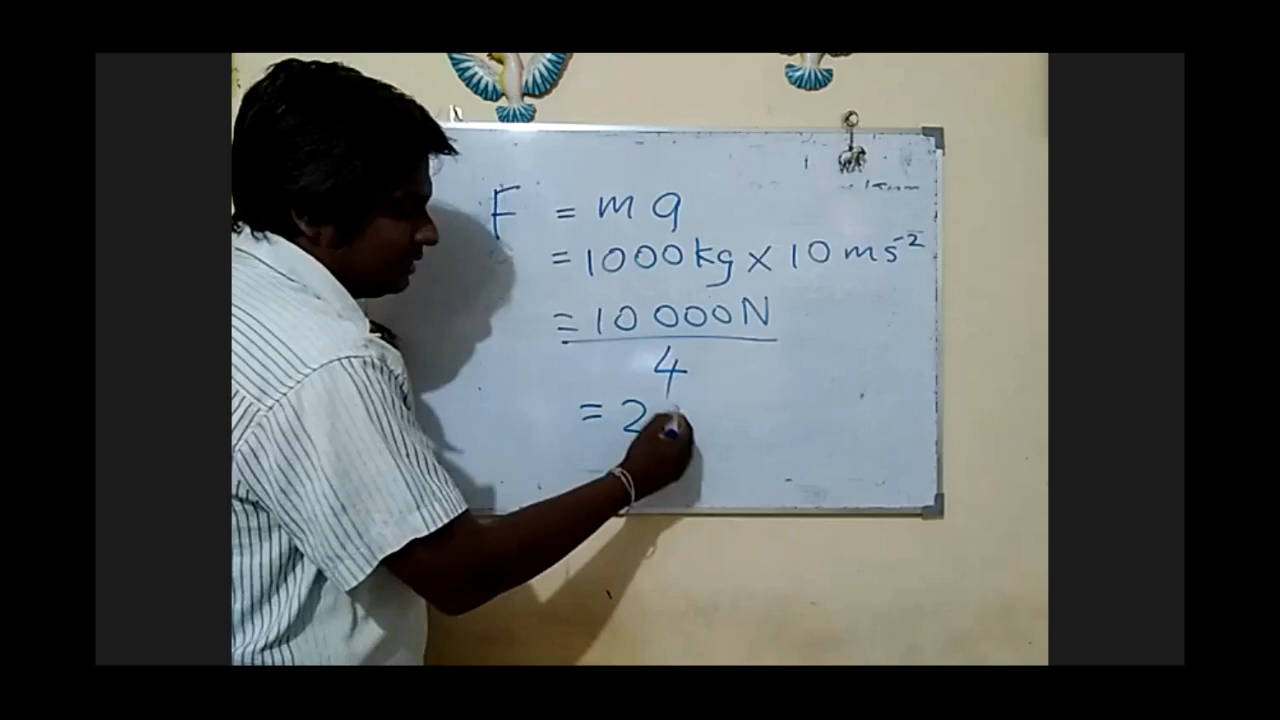 F = mg
= 1000kg × 10 ms⁻²
= 10 000N
4
= 2